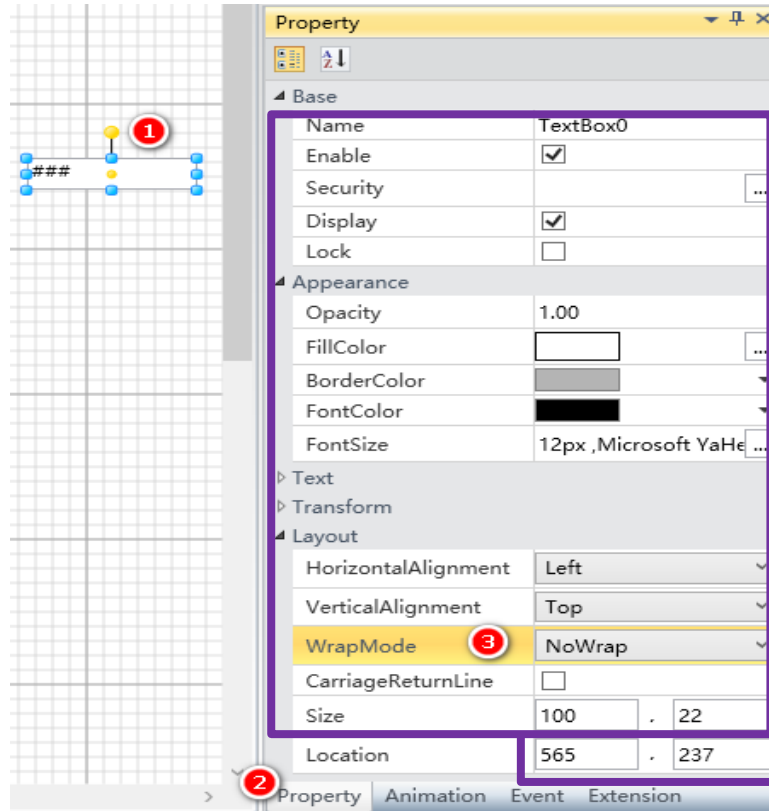 Property
1
Base
###
Name TextBox0
Enable
Security ...
Display
Lock
Appearance
Opacity 1.00
FillColor ...
BorderColor
FontColor
FontSize 12px ,Microsoft YaHe ...
Text
Transform
Layout
HorizontalAlignment Left
VerticalAlignment Top
WrapMode 3 NoWrap
CarriageReturnLine
Size 100 , 22
Location 565 , 237
2 Property Animation Event Extension